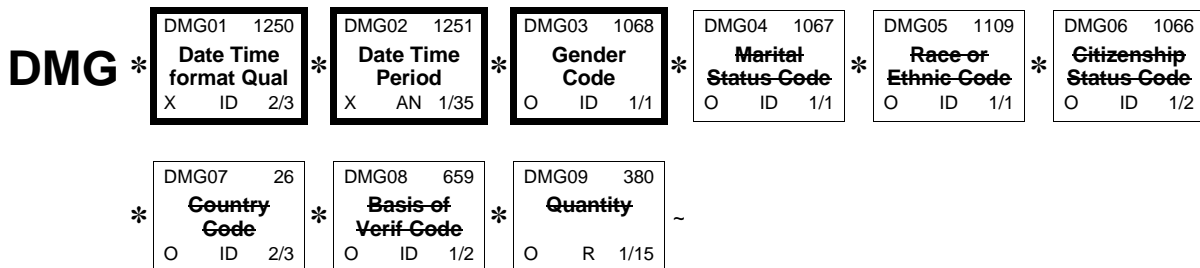 DMG01 1250 DMG02 1251 DMG03 1068 DMG04 1067 DMG05 1109 DMG06 1066
DMG * Date Time * Date Time * Gender * Marital * Race or * Citizenship
format Qual Period Code Status Code Ethnic Code Status Code
X ID 2/3 X AN 1/35 O ID 1/1 O ID 1/1 O ID 1/1 O ID 1/2
DMG07 26 DMG08 659 DMG09 380
* Country * Basis of * Quantity ~
Code Verif Code
O ID 2/3 O ID 1/2 O R 1/15